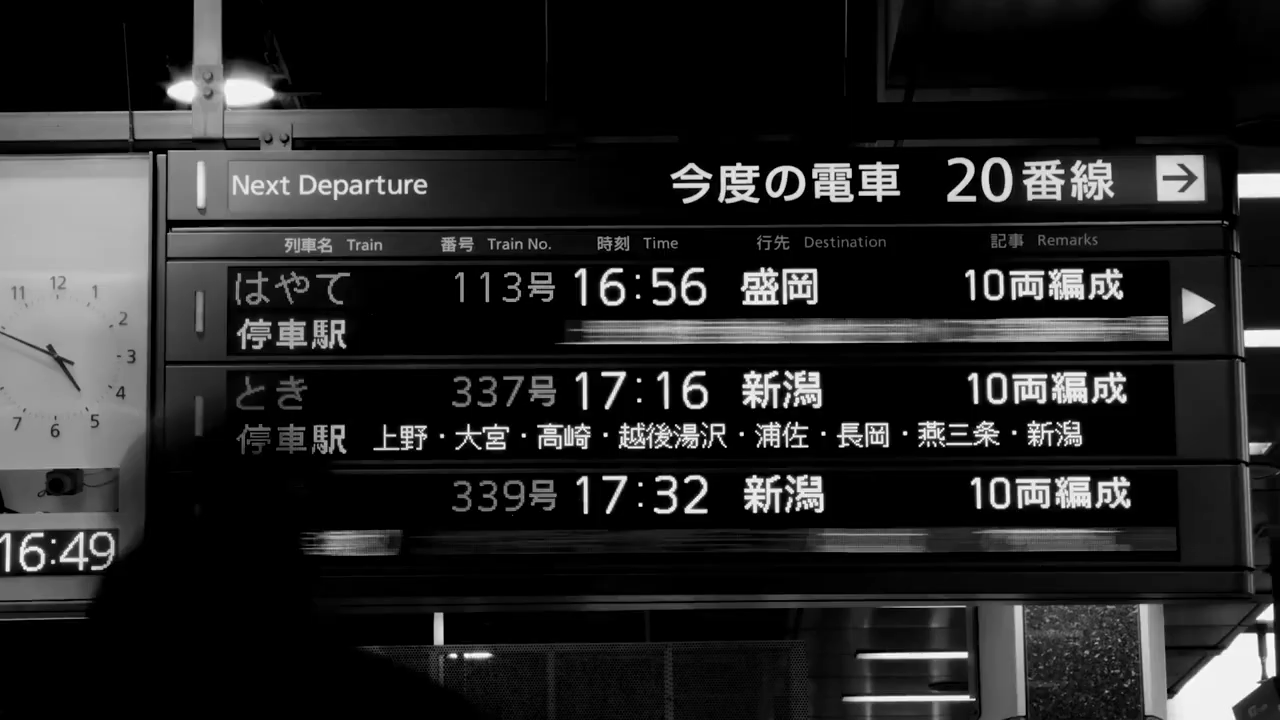 Next Departure 今度の電車 20番線 →
列車名 Train 番号 Train No. 時刻 Time 行先 Destination 記事 Remarks
はやて 113号 16:56 盛岡 10両編成
停車駅
とき 337号 17:16 新潟 10両編成
停車駅 上野・大宮・高崎・越後湯沢・浦佐・長岡・燕三条・新潟
339号 17:32 新潟 10両編成
11 12 1
2
3
4
7 6 5
16:49